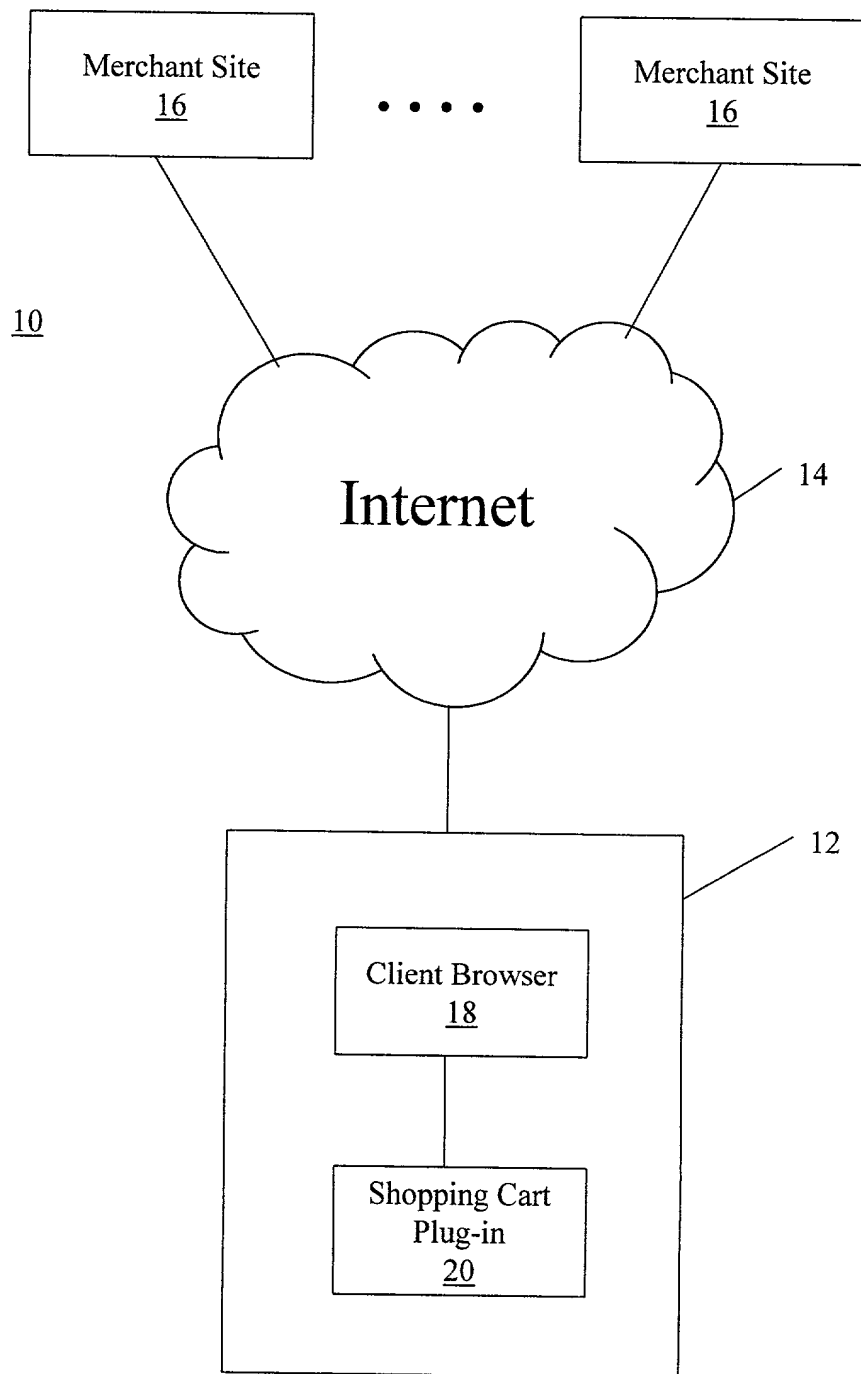 Merchant Site
16
Merchant Site
16
10
Internet
14
12
Client Browser
18
Shopping Cart
Plug-in
20